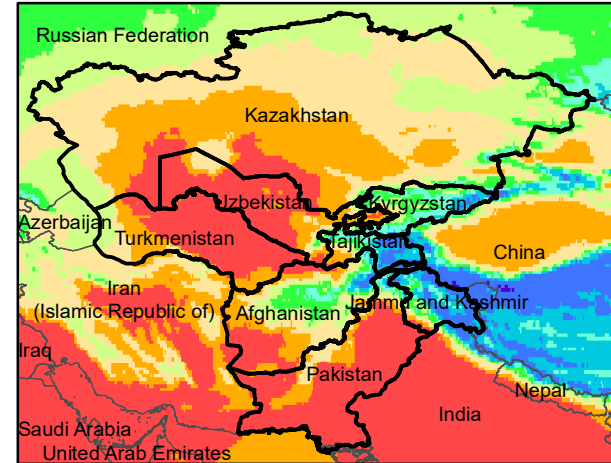 Russian Federation
Kazakhstan
Uzbekistan
Kyrgyzstan
Azerbaijan
Turkmenistan
Tajikistan
China
Iran
(Islamic Republic of)
Afghanistan
Jammu and Kashmir
Iraq
Pakistan
Nepal
India
Saudi Arabia
United Arab Emirates